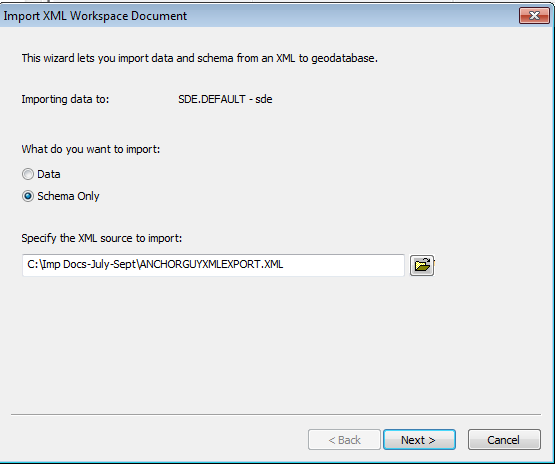 Import XML Workspace Document
This wizard lets you import data and schema from an XML to geodatabase.
Importing data to: SDE.DEFAULT - sde
What do you want to import:
Data
Schema Only
Specify the XML source to import:
C:\Imp Docs-July-Sept\ANCHORGUYXMLEXPORT.XML
< Back Next > Cancel